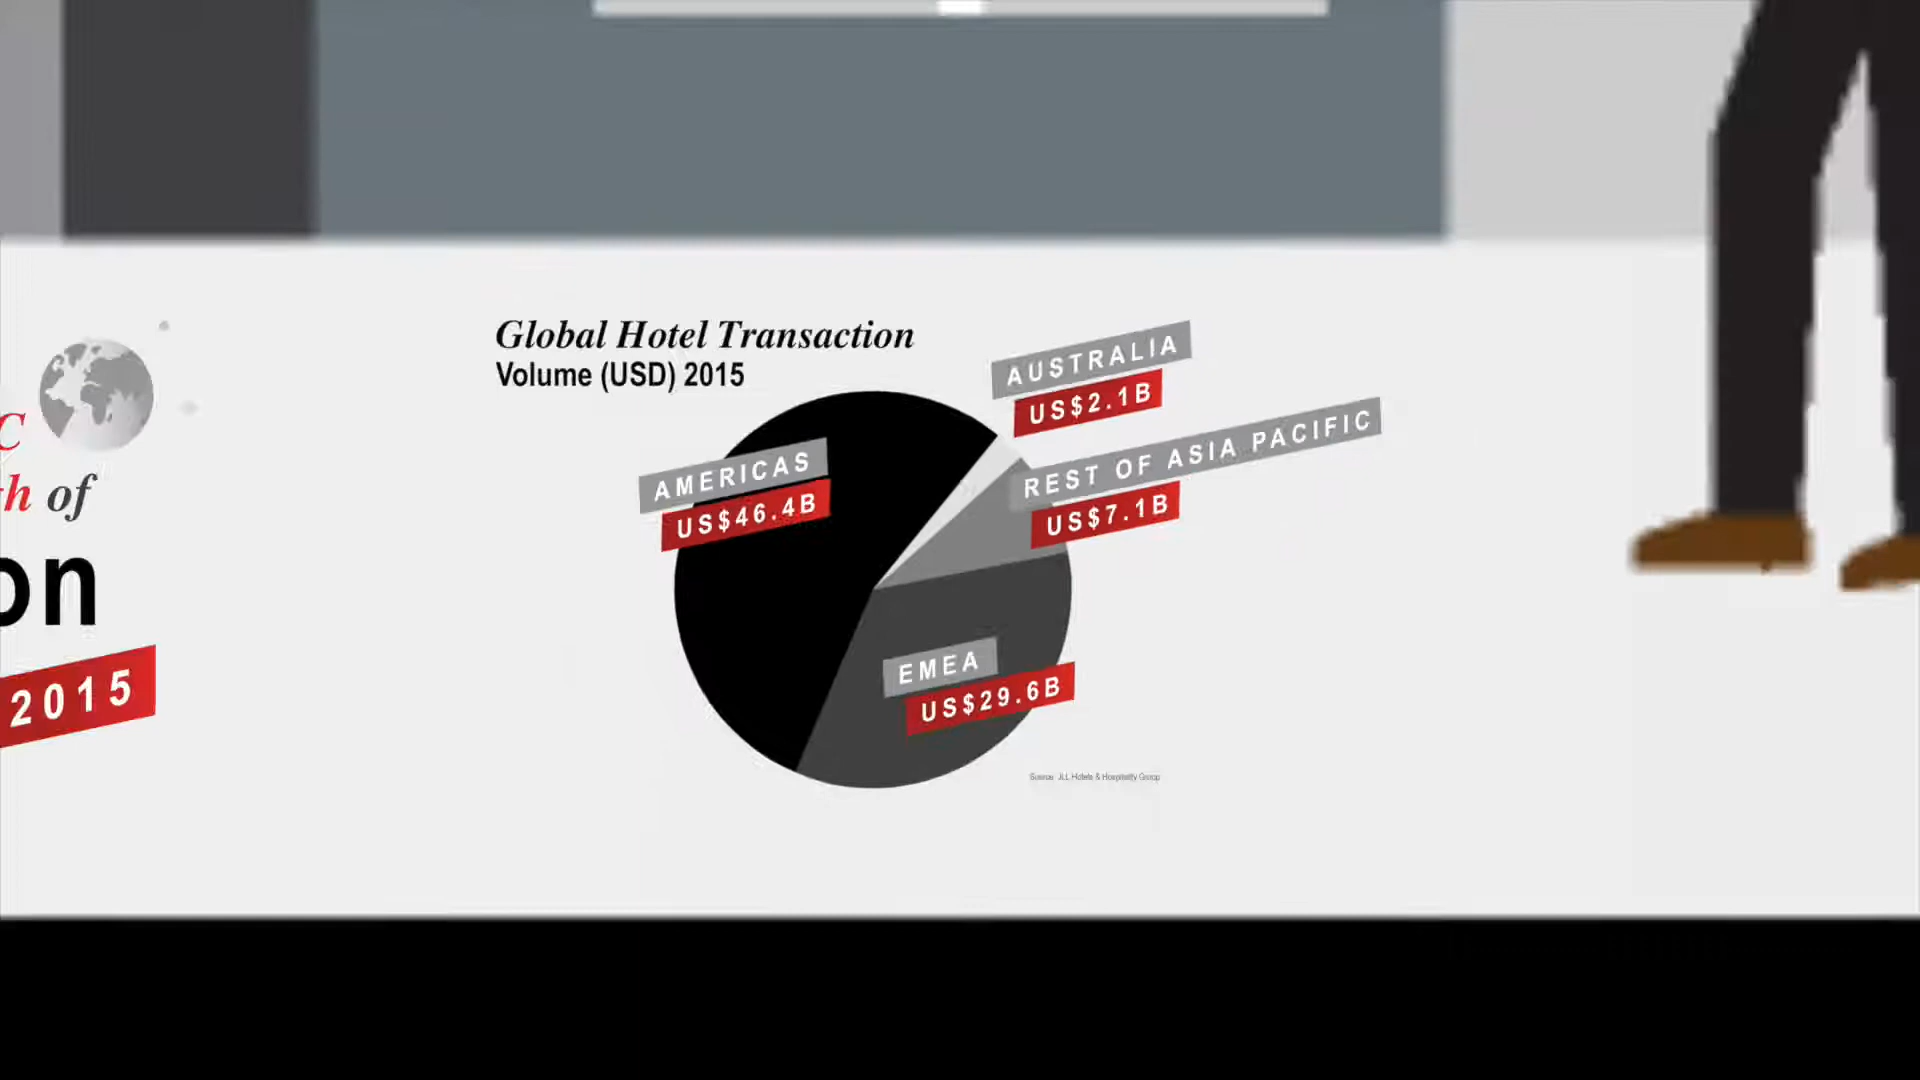 C
h of
on
2015
Global Hotel Transaction
Volume (USD) 2015
AUSTRALIA
US$2.1B
REST OF ASIA PACIFIC
US$7.1B
AMERICAS
US$46.4B
EMEA
US$29.6B
Source: JLL Hotels & Hospitality Group